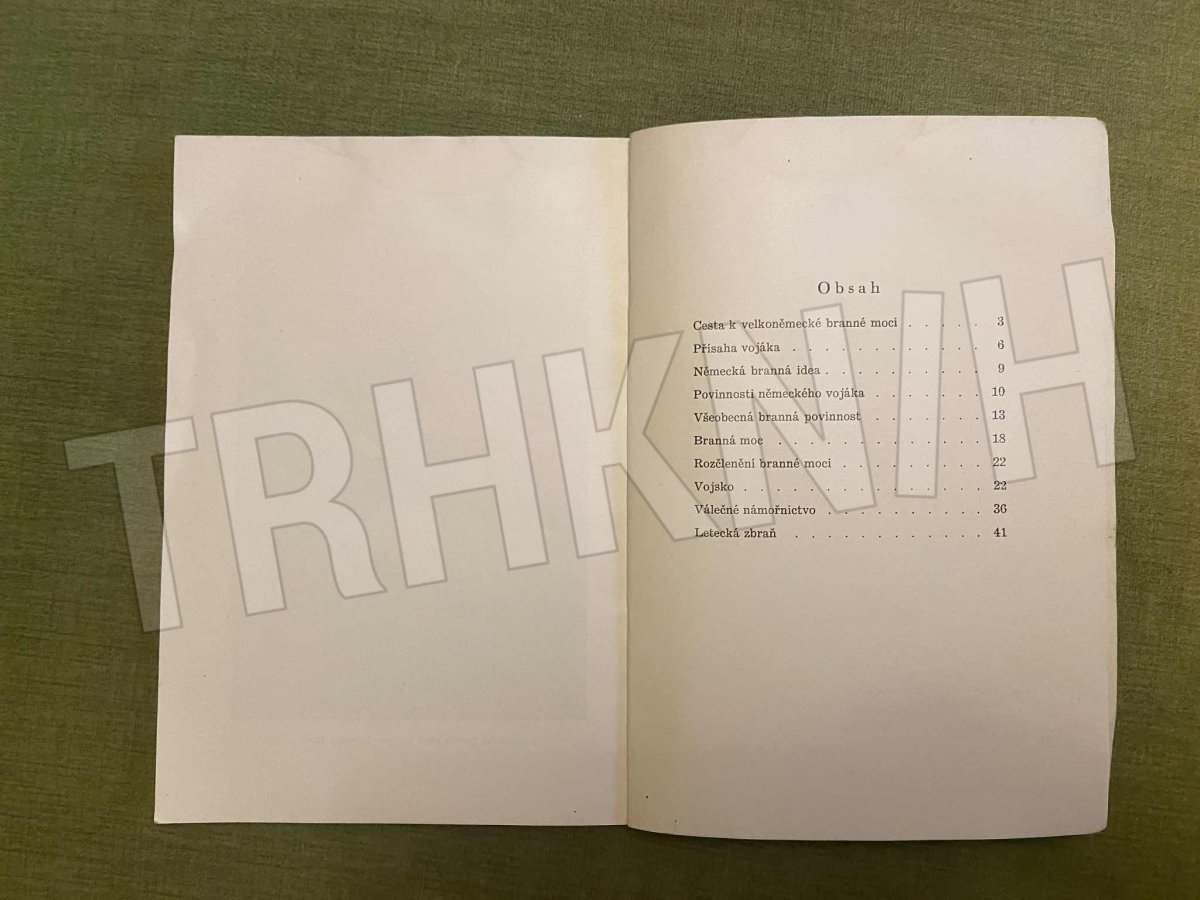 Obsah
Cesta k velkoněmecké branné moci . . . . . 3
Přísaha vojáka . . . . . . . . . . . . 6
Německá branná idea . . . . . . . . . . 9
Povinnosti německého vojáka . . . . . . . 10
Všeobecná branná povinnost . . . . . . . 13
Branná moc . . . . . . . . . . . . . 18
Rozčlenění branné moci . . . . . . . . . 22
Vojsko . . . . . . . . . . . . . . . 22
Válečné námořnictvo . . . . . . . . . . 36
Letecká zbraň . . . . . . . . . . . . 41
TRHKNIH